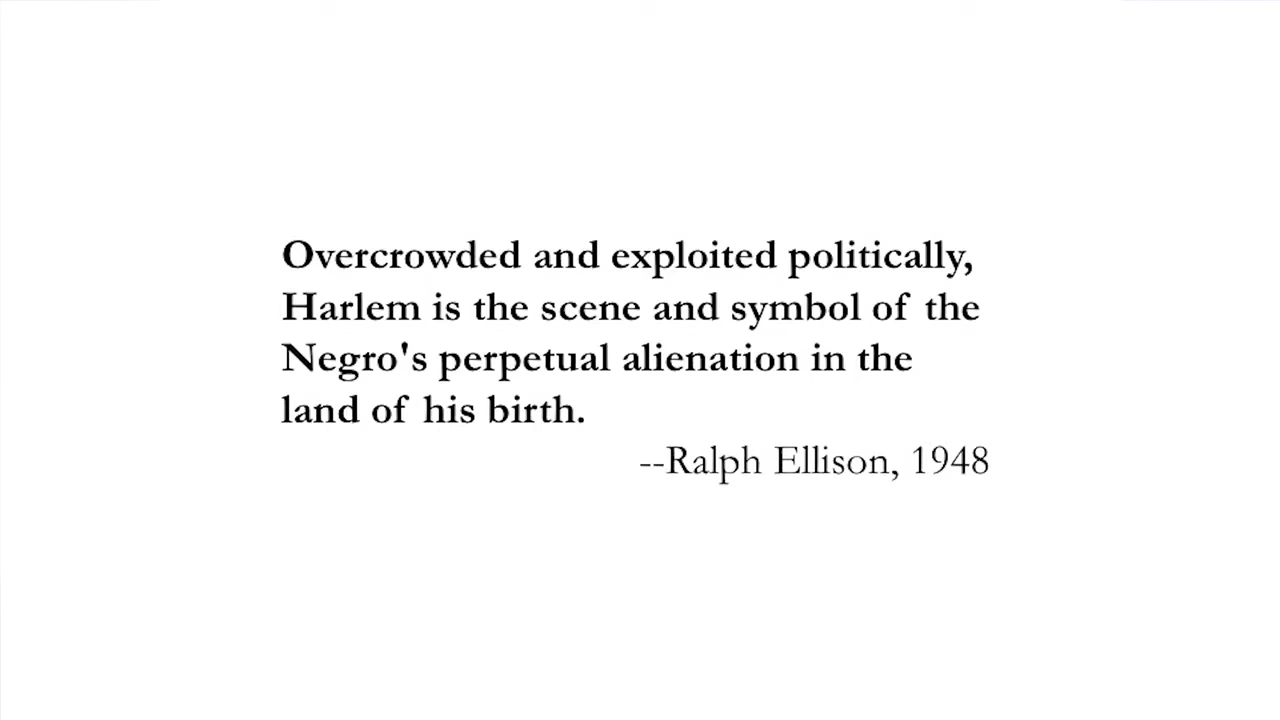 Overcrowded and exploited politically,
Harlem is the scene and symbol of the
Negro's perpetual alienation in the
land of his birth.
--Ralph Ellison, 1948